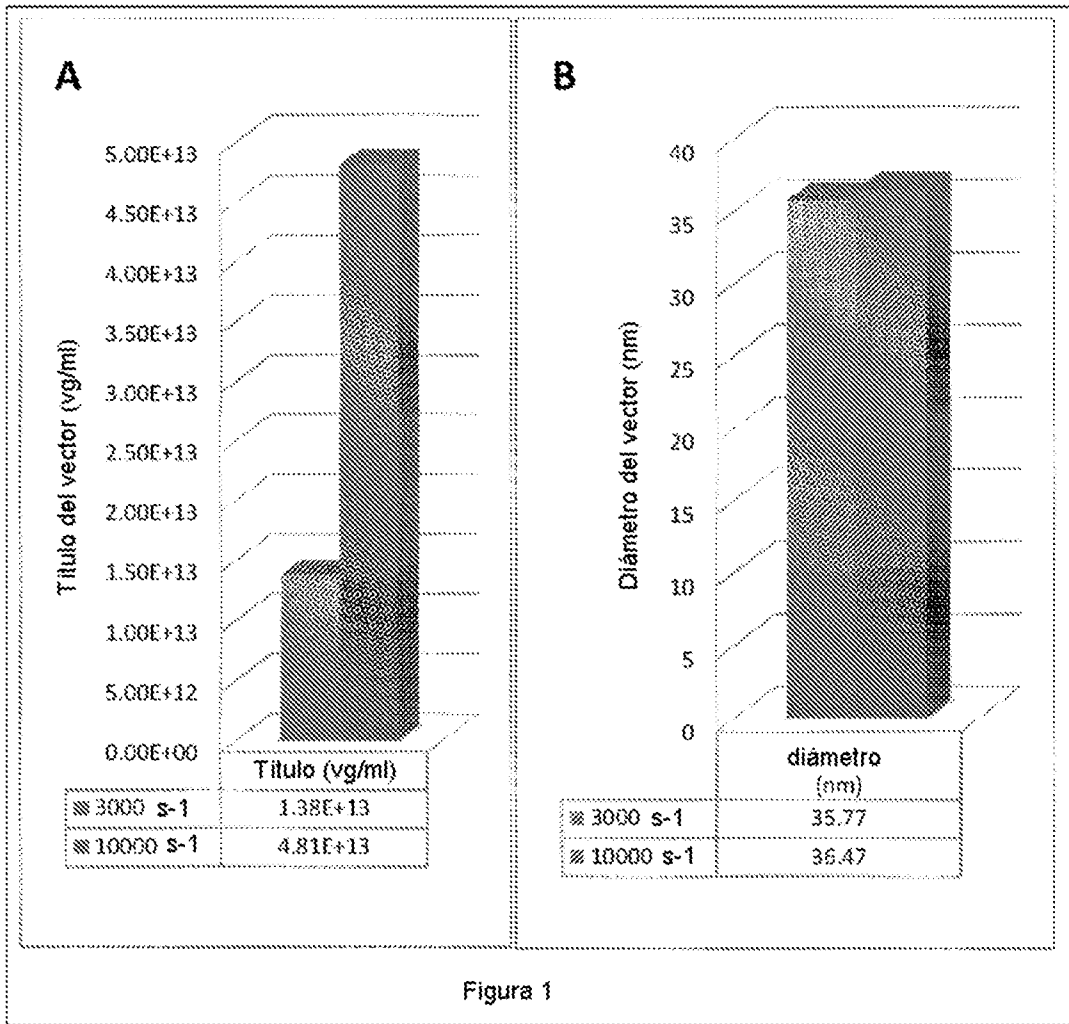 A
Título del vector (vg/ml)
5.00E+13
4.50E+13
4.00E+13
3.50E+13
3.00E+13
2.50E+13
2.00E+13
1.50E+13
1.00E+13
5.00E+12
0.00E+00
Título (vg/ml)
3000 s-1 1.38E+13
10000 s-1 4.81E+13
B
Diámetro del vector (nm)
40
35
30
25
20
15
10
5
0
diámetro
(nm)
3000 s-1 35.77
10000 s-1 36.47
Figura 1